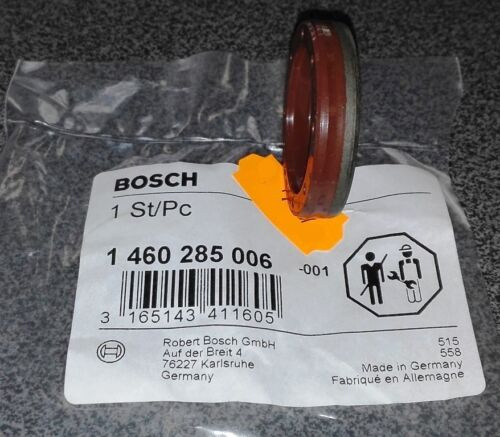 BOSCH
1 St/Pc
1 460 285 006 -001
3 165143 411605
Robert Bosch GmbH
Auf der Breit 4
76227 Karlsruhe
Germany
515
558
Made in Germany
Fabriqué en Allemagne